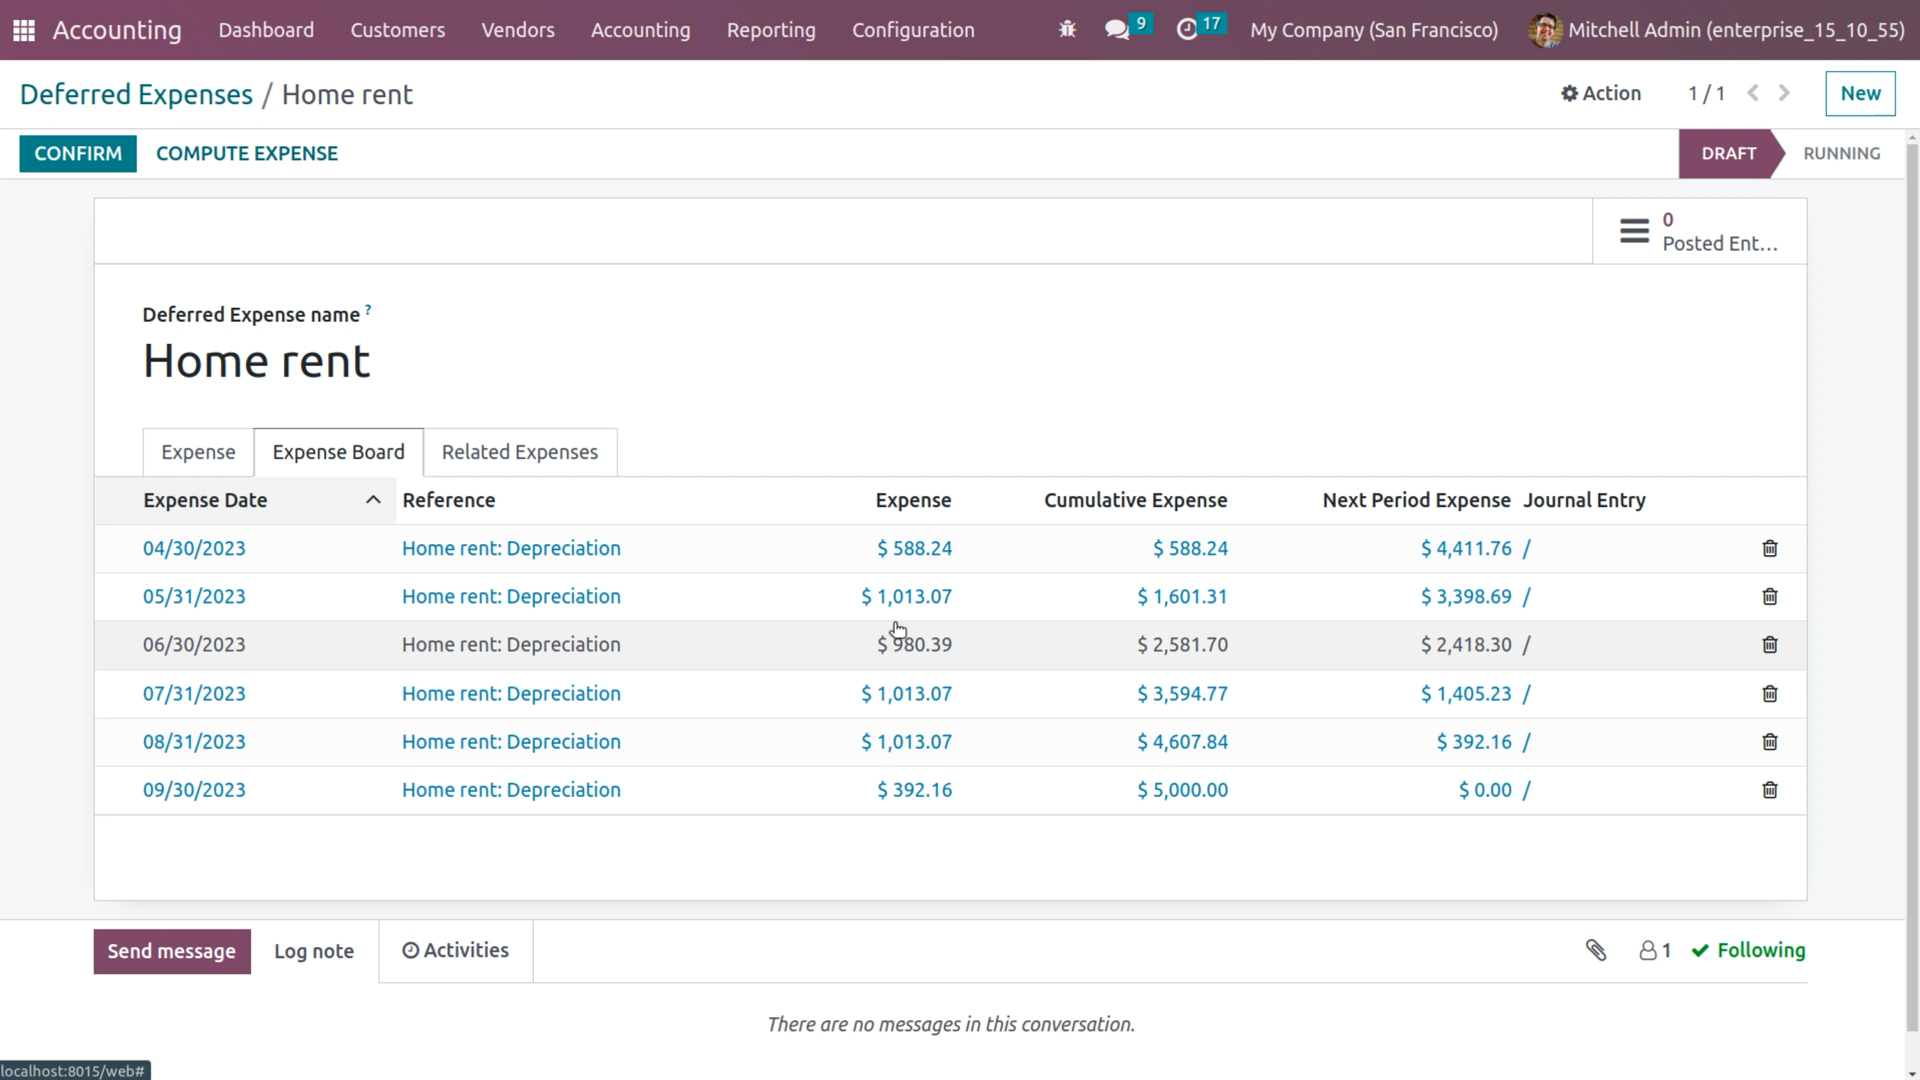 Accounting Dashboard Customers Vendors Accounting Reporting Configuration 9 17 My Company (San Francisco) Mitchell Admin (enterprise_15_10_55)
Deferred Expenses / Home rent Action 1 / 1 New
CONFIRM COMPUTE EXPENSE DRAFT RUNNING
0
Posted Ent...
Deferred Expense name ?
Home rent
Expense Expense Board Related Expenses
Expense Date Reference Expense Cumulative Expense Next Period Expense Journal Entry
04/30/2023 Home rent: Depreciation $ 588.24 $ 588.24 $ 4,411.76 /
05/31/2023 Home rent: Depreciation $ 1,013.07 $ 1,601.31 $ 3,398.69 /
06/30/2023 Home rent: Depreciation $ 980.39 $ 2,581.70 $ 2,418.30 /
07/31/2023 Home rent: Depreciation $ 1,013.07 $ 3,594.77 $ 1,405.23 /
08/31/2023 Home rent: Depreciation $ 1,013.07 $ 4,607.84 $ 392.16 /
09/30/2023 Home rent: Depreciation $ 392.16 $ 5,000.00 $ 0.00 /
Send message Log note Activities 1 Following
There are no messages in this conversation.
localhost:8015/web#